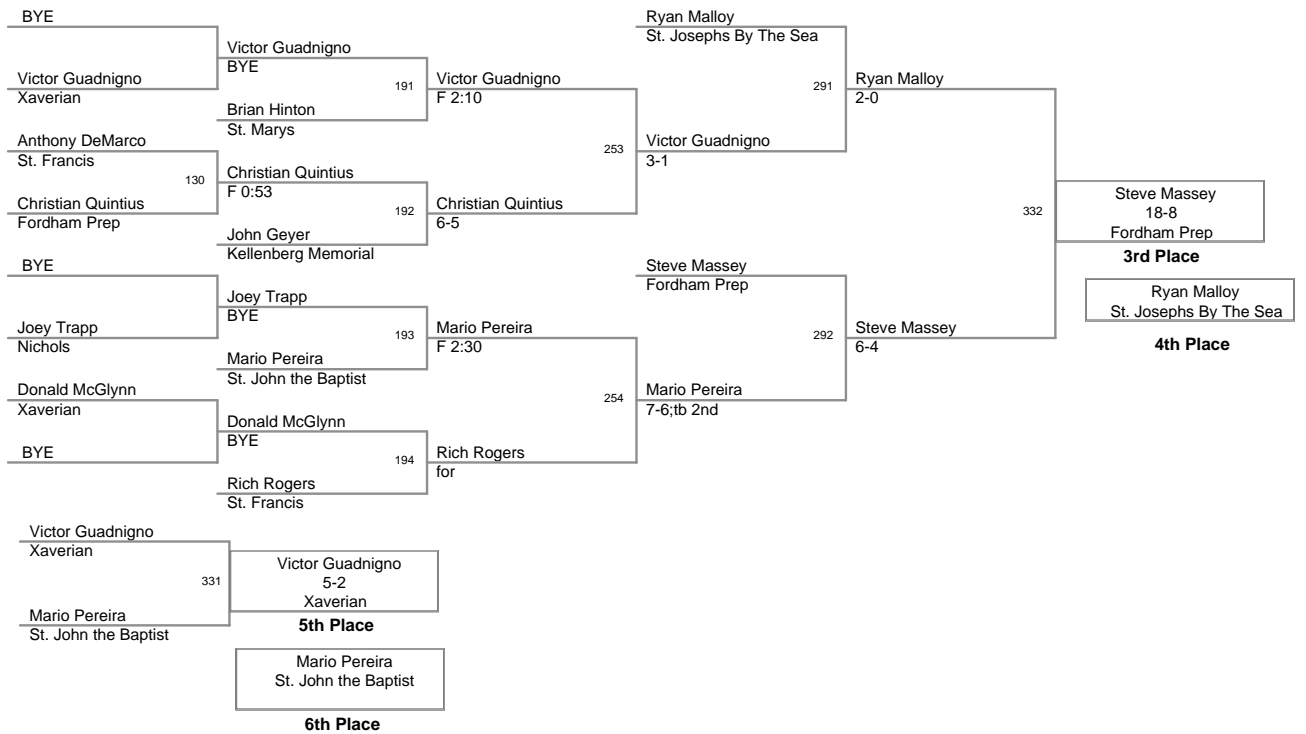 BYE
Victor Guadnigno
Xaverian
Anthony DeMarco
St. Francis
130
Christian Quintius
Fordham Prep
BYE
Joey Trapp
Nichols
Donald McGlynn
Xaverian
BYE
Victor Guadnigno
BYE
191
Brian Hinton
St. Marys
Christian Quintius
F 0:53
192
John Geyer
Kellenberg Memorial
Joey Trapp
BYE
193
Mario Pereira
St. John the Baptist
Donald McGlynn
BYE
194
Rich Rogers
St. Francis
Victor Guadnigno
F 2:10
253
Christian Quintius
6-5
Mario Pereira
F 2:30
254
Rich Rogers
for
Ryan Malloy
St. Josephs By The Sea
291
Victor Guadnigno
3-1
Steve Massey
Fordham Prep
292
Mario Pereira
7-6;tb 2nd
Ryan Malloy
2-0
332
Steve Massey
6-4
Steve Massey
18-8
Fordham Prep
3rd Place
Ryan Malloy
St. Josephs By The Sea
4th Place
Victor Guadnigno
Xaverian
331
Mario Pereira
St. John the Baptist
Victor Guadnigno
5-2
Xaverian
5th Place
Mario Pereira
St. John the Baptist
6th Place